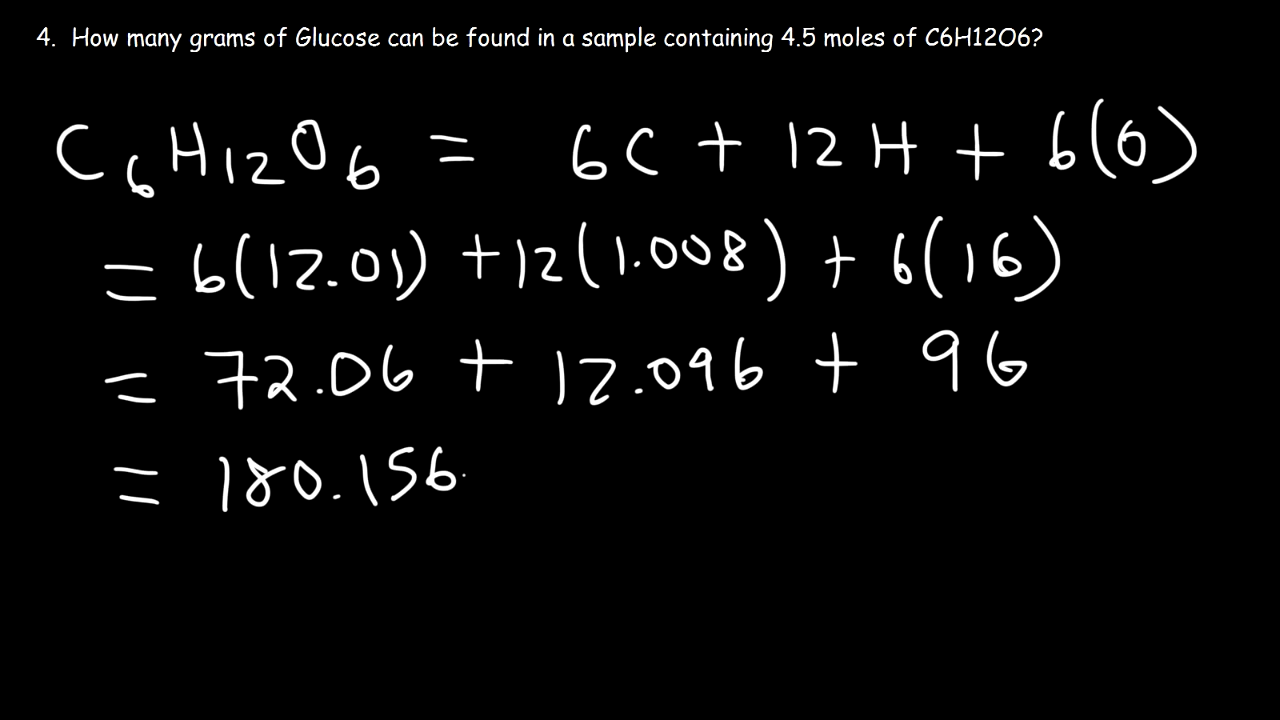 4. How many grams of Glucose can be found in a sample containing 4.5 moles of C6H12O6?
C₆H₁₂O₆ = 6C + 12H + 6(O)
= 6(12.01) + 12(1.008) + 6(16)
= 72.06 + 12.096 + 96
= 180.156